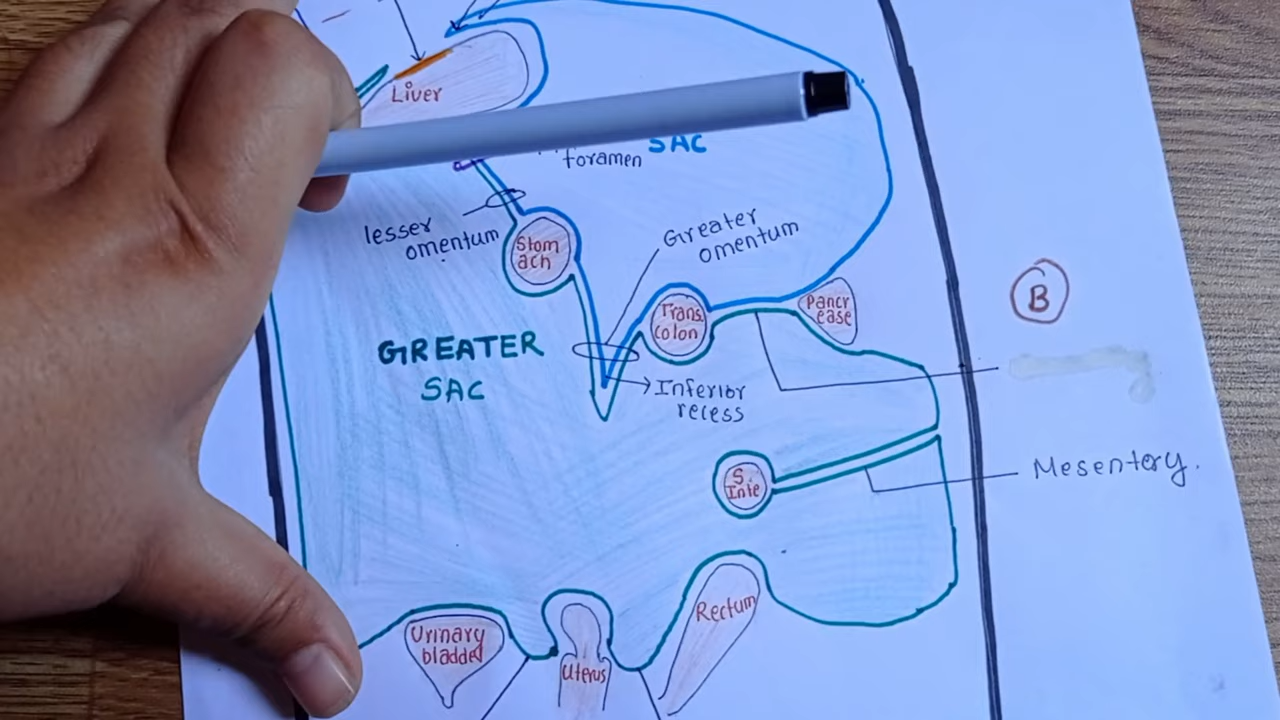 Liver
SAC
foramen
lesser
omentum
Stom
ach
Greater
omentum
Trans.
colon
Pancr
ease
B
GREATER
SAC
Inferior
recess
S.
Inte
Mesentery.
Rectum
Urinary
bladded
Uterus